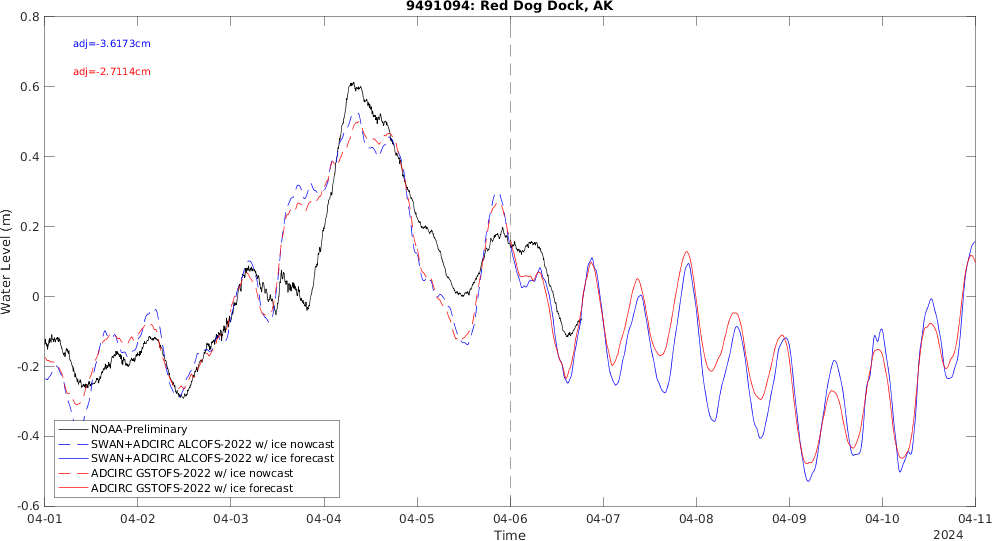 9491094: Red Dog Dock, AK
adj=-3.6173cm
adj=-2.7114cm
0.8
0.6
0.4
0.2
0
-0.2
-0.4
-0.6
Water Level (m)
NOAA-Preliminary
SWAN+ADCIRC ALCOFS-2022 w/ ice nowcast
SWAN+ADCIRC ALCOFS-2022 w/ ice forecast
ADCIRC GSTOFS-2022 w/ ice nowcast
ADCIRC GSTOFS-2022 w/ ice forecast
04-01 04-02 04-03 04-04 04-05 04-06 04-07 04-08 04-09 04-10 04-11
Time
2024